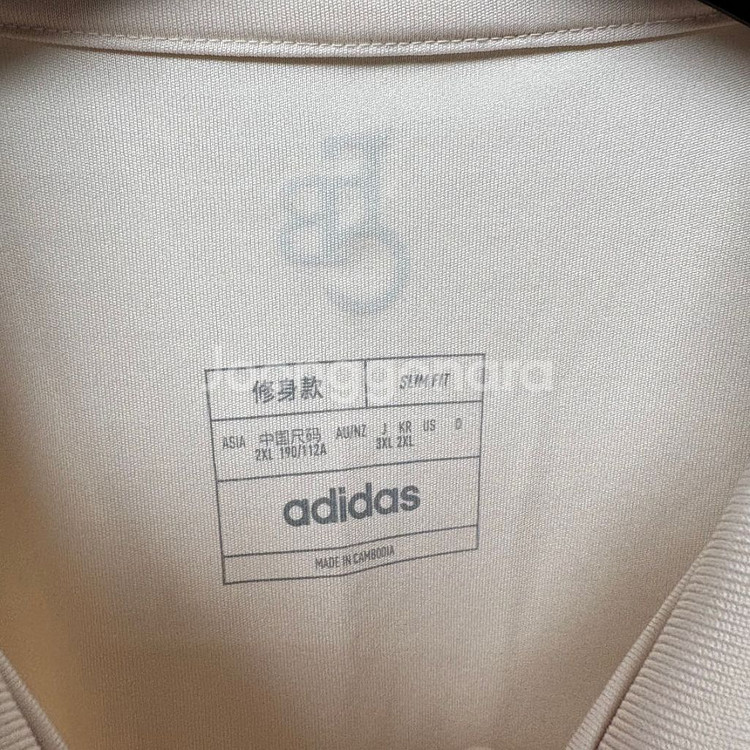 Joonggonara
修身款 SLIM FIT
ASIA 中国尺码 AU/NZ J KR US D
2XL 190/112A 3XL 2XL
adidas
MADE IN CAMBODIA